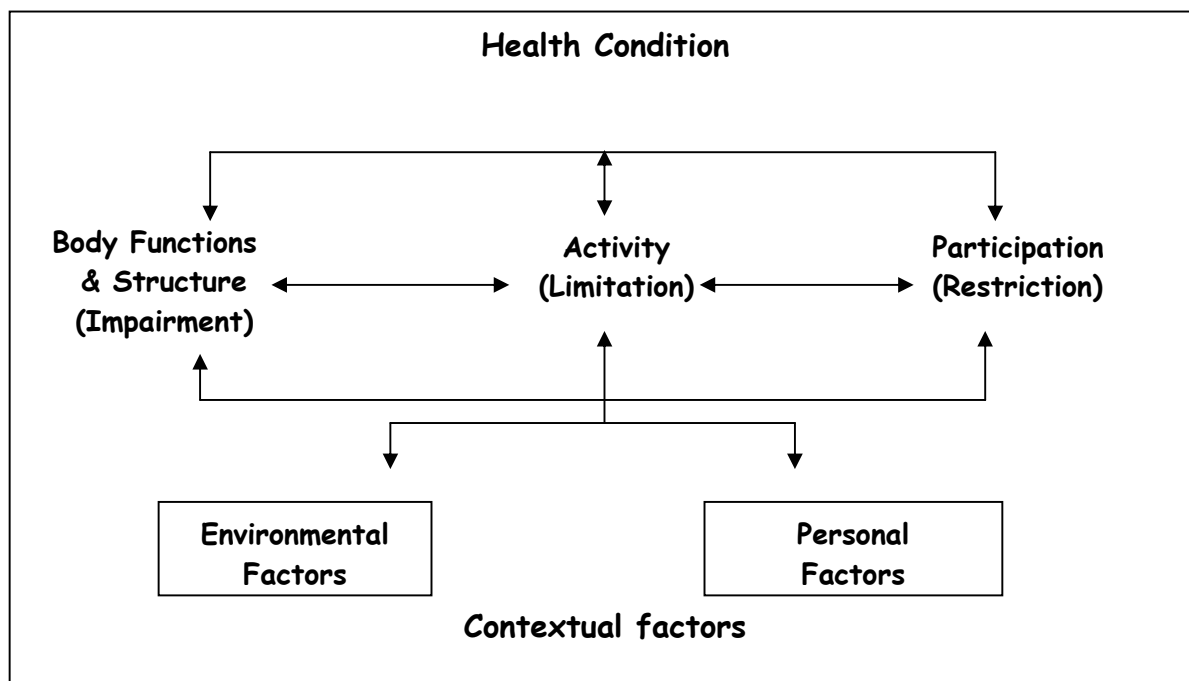 Health Condition
Body Functions
& Structure
(Impairment)
Activity
(Limitation)
Participation
(Restriction)
Environmental
Factors
Personal
Factors
Contextual factors